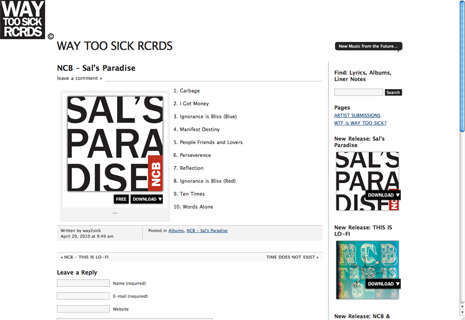 WAY
TOO SICK
RCRDS
©
WAY TOO SICK RCRDS
New Music from the Future...
NCB – Sal's Paradise
leave a comment »
SAL'S
PARA
DISE
NCB
FREE
DOWNLOAD ▼
1. Garbage
2. I Got Money
3. Ignorance is Bliss (Blue)
4. Manifest Destiny
5. People Friends and Lovers
6. Perseverence
7. Reflection
8. Ignorance is Bliss (Red)
9. Ten Times
10. Words Alone
Written by way2sick
April 29, 2010 at 9:49 am
Posted in Albums, NCB - Sal's Paradise
« NCB – THIS IS LO-FI
TIME DOES NOT EXIST »
Leave a Reply
Name (required)
E-mail (required)
Website
Find: Lyrics, Albums,
Liner Notes
Search
Pages
ARTIST SUBMISSIONS
WTF is WAY TOO SICK?
New Release: Sal's
Paradise
SAL'S
PARA
DISE
NCB
DOWNLOAD ▼
New Release: THIS IS
LO-FI
NCB
THIS IS
DOWNLOAD ▼
New Release: NCB &